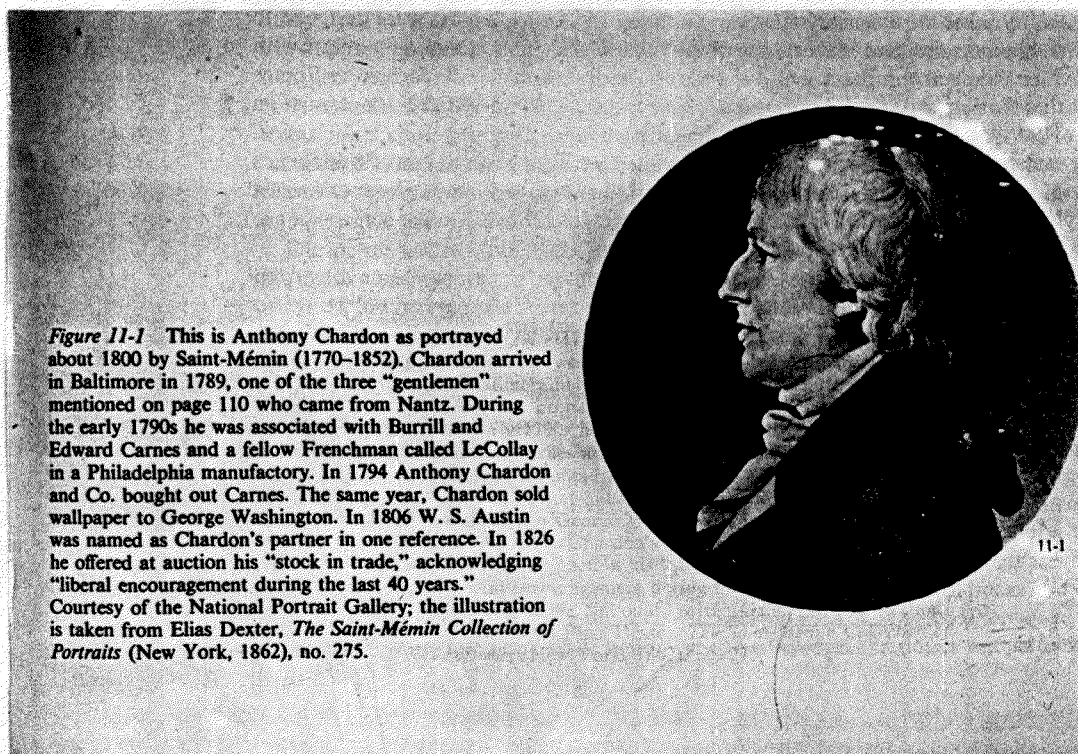 Figure 11-1 This is Anthony Chardon as portrayed
about 1800 by Saint-Mémin (1770–1852). Chardon arrived
in Baltimore in 1789, one of the three “gentlemen”
mentioned on page 110 who came from Nantz. During
the early 1790s he was associated with Burrill and
Edward Carnes and a fellow Frenchman called LeCollay
in a Philadelphia manufactory. In 1794 Anthony Chardon
and Co. bought out Carnes. The same year, Chardon sold
wallpaper to George Washington. In 1806 W. S. Austin
was named as Chardon’s partner in one reference. In 1826
he offered at auction his “stock in trade,” acknowledging
“liberal encouragement during the last 40 years.”
Courtesy of the National Portrait Gallery; the illustration
is taken from Elias Dexter, The Saint-Mémin Collection of
Portraits (New York, 1862), no. 275.
11-1